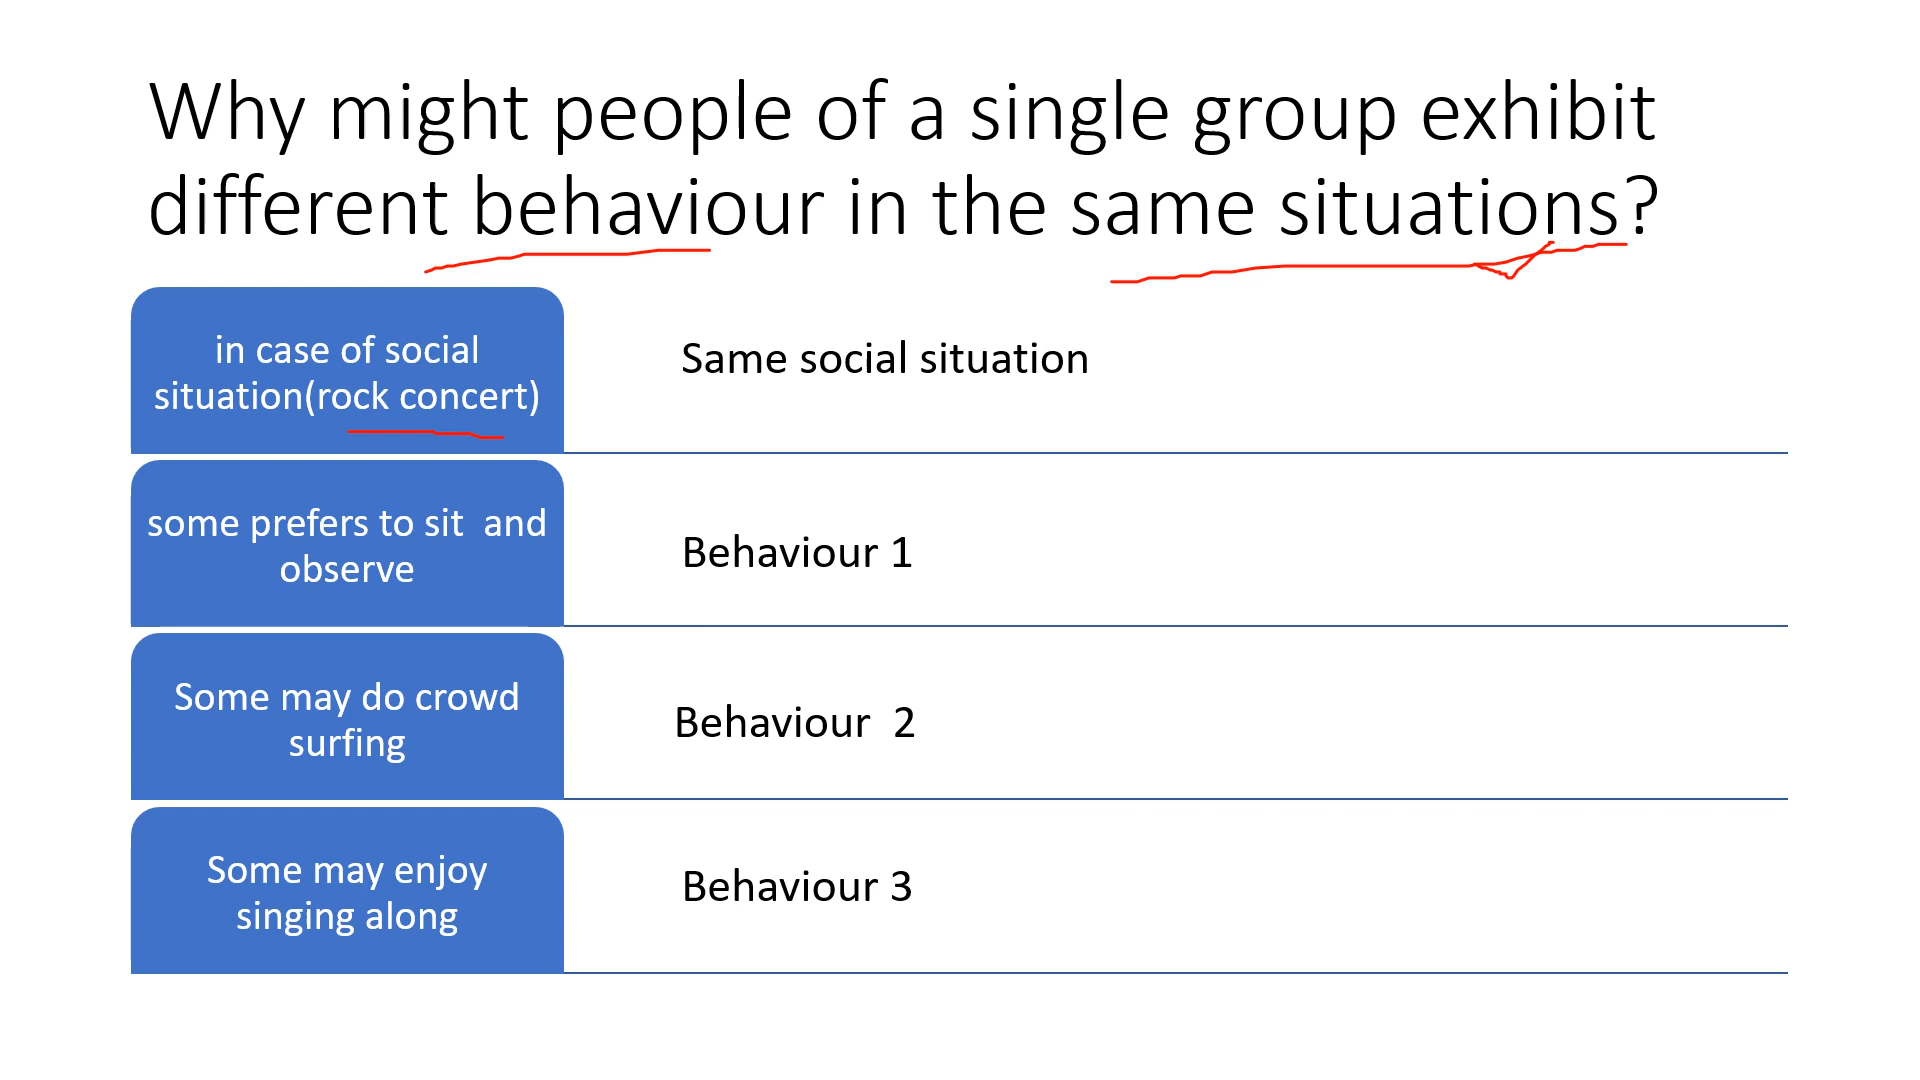 Why might people of a single group exhibit
different behaviour in the same situations?
in case of social
situation(rock concert)
Same social situation
some prefers to sit  and
observe
Behaviour 1
Some may do crowd
surfing
Behaviour  2
Some may enjoy
singing along
Behaviour 3